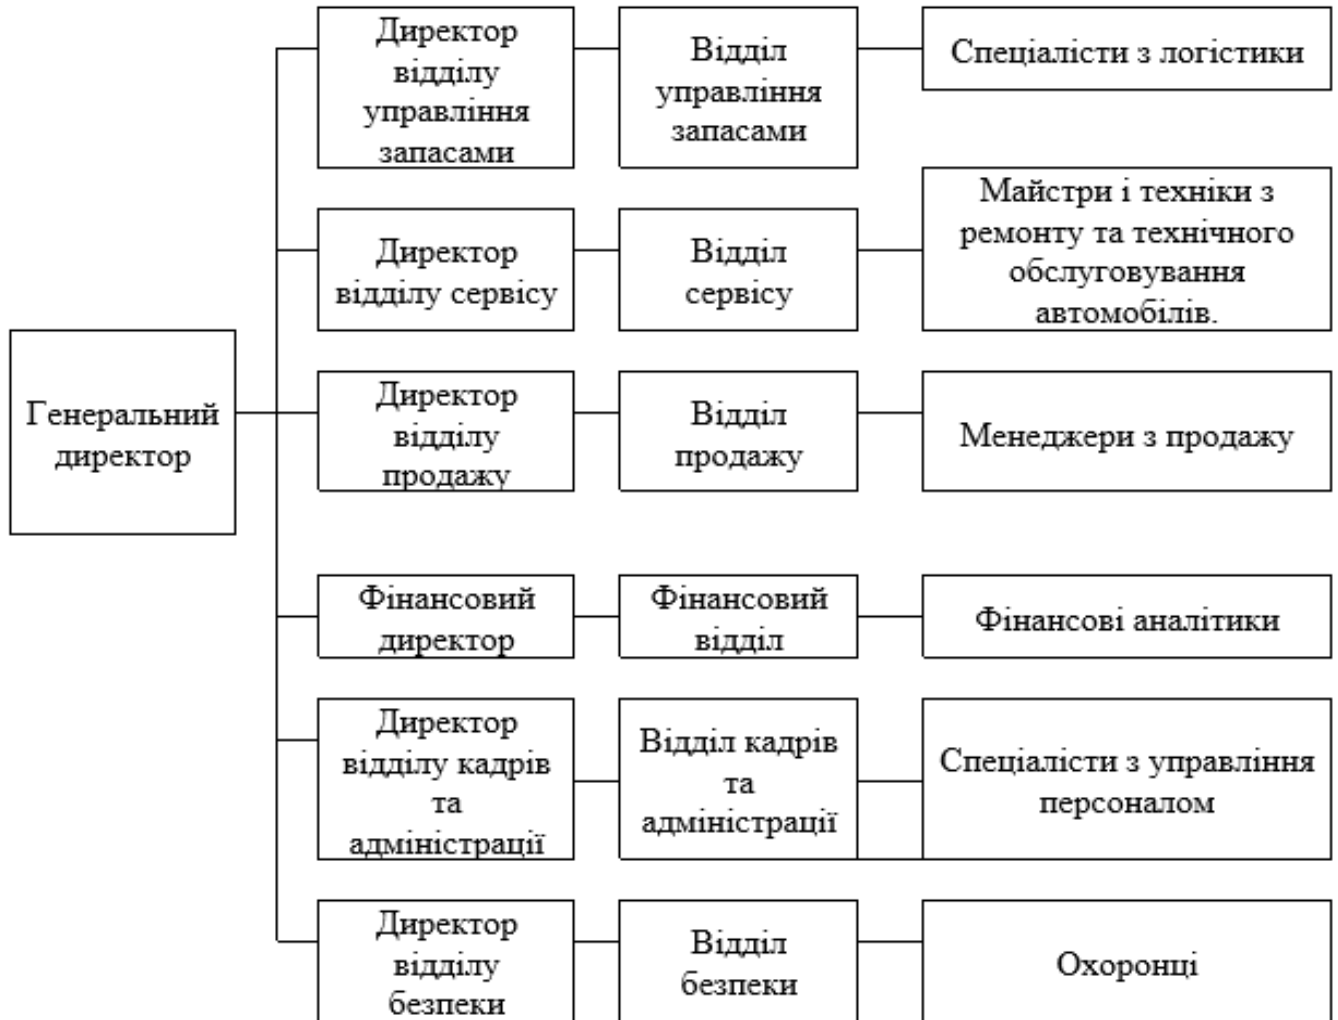 Директор
відділу
управління
запасами
Відділ
управління
запасами
Спеціалісти з логістики
Директор
відділу сервісу
Відділ
сервісу
Майстри і техніки з
ремонту та технічного
обслуговування
автомобілів.
Генеральний
директор
Директор
відділу
продажу
Відділ
продажу
Менеджери з продажу
Фінансовий
директор
Фінансовий
відділ
Фінансові аналітики
Директор
відділу кадрів
та
адміністрації
Відділ кадрів
та
адміністрації
Спеціалісти з управління
персоналом
Директор
відділу
безпеки
Відділ
безпеки
Охоронці